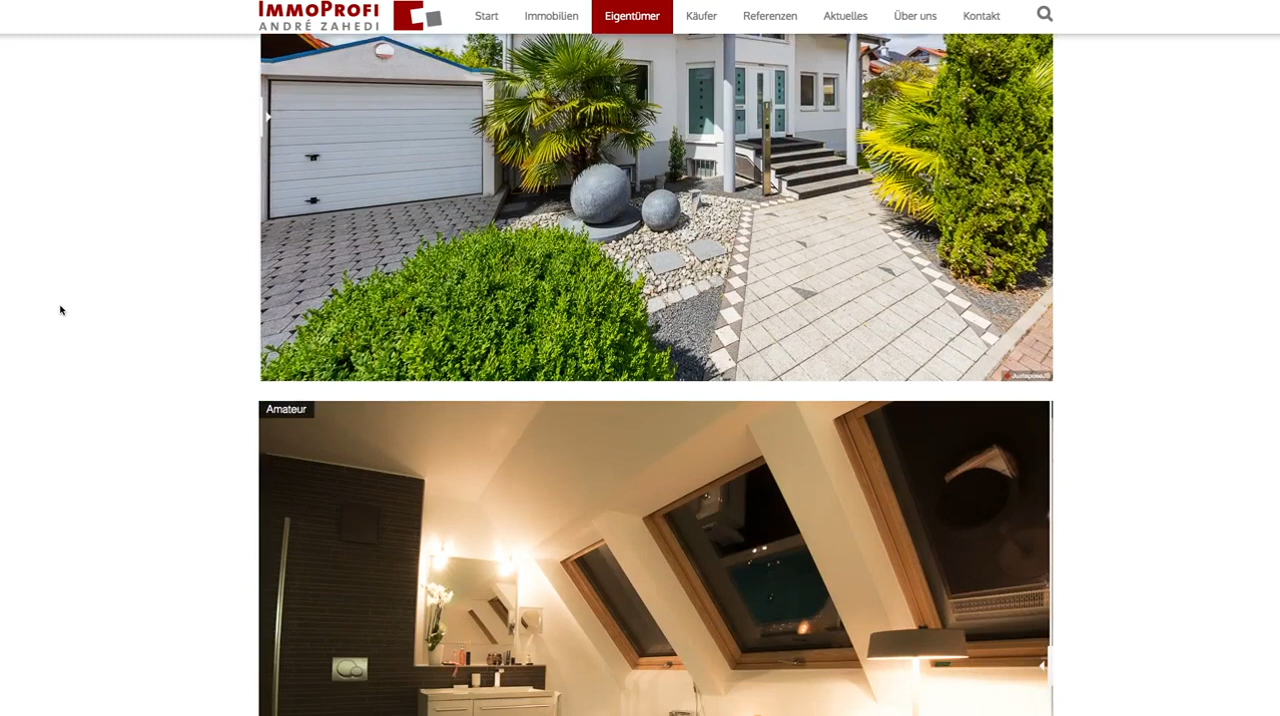 IMMOPROFI
ANDRÉ ZAHEDI
Start Immobilien Eigentümer Käufer Referenzen Aktuelles Über uns Kontakt
Amateur